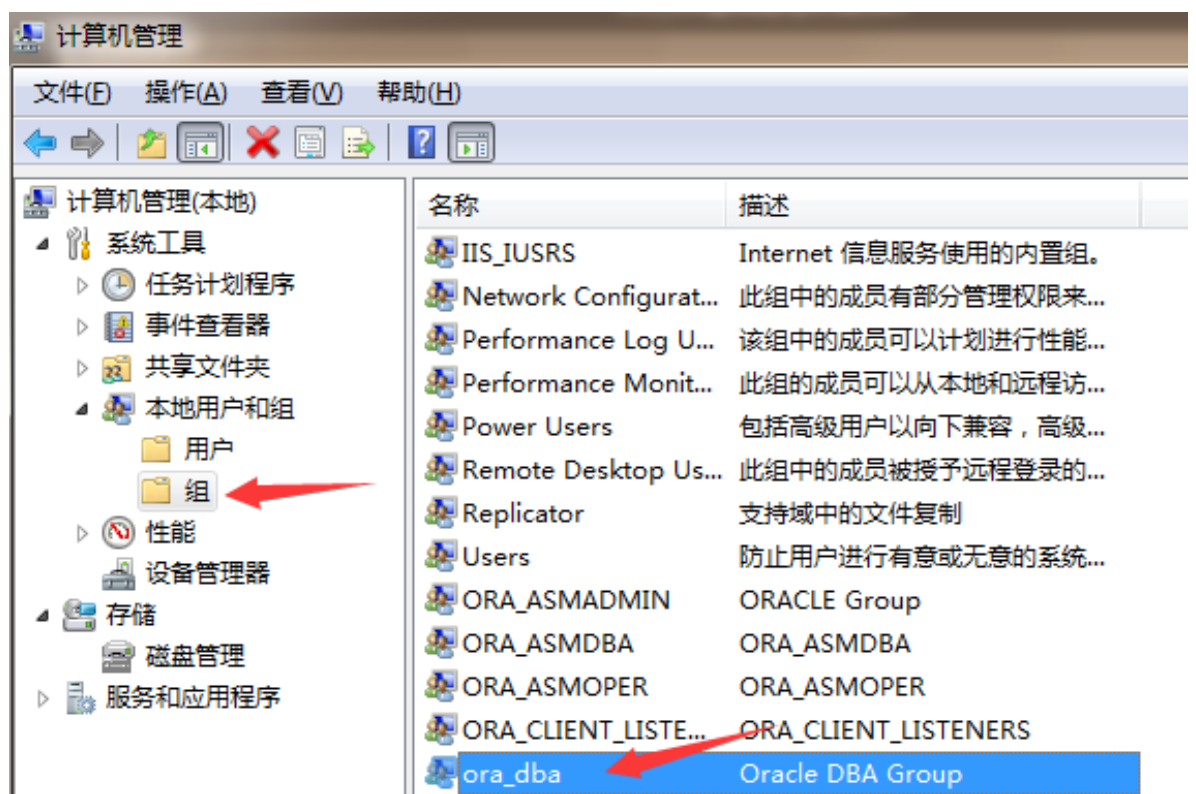 计算机管理
文件(F) 操作(A) 查看(V) 帮助(H)
计算机管理(本地)
系统工具
任务计划程序
事件查看器
共享文件夹
本地用户和组
用户
组
性能
设备管理器
存储
磁盘管理
服务和应用程序
名称 描述
IIS_IUSRS Internet 信息服务使用的内置组。
Network Configurat... 此组中的成员有部分管理权限来...
Performance Log U... 该组中的成员可以计划进行性能...
Performance Monit... 此组的成员可以从本地和远程访...
Power Users 包括高级用户以向下兼容，高级...
Remote Desktop Us... 此组中的成员被授予远程登录的...
Replicator 支持域中的文件复制
Users 防止用户进行有意或无意的系统...
ORA_ASMADMIN ORACLE Group
ORA_ASMDBA ORA_ASMDBA
ORA_ASMOPER ORA_ASMOPER
ORA_CLIENT_LISTE... ORA_CLIENT_LISTENERS
ora_dba Oracle DBA Group